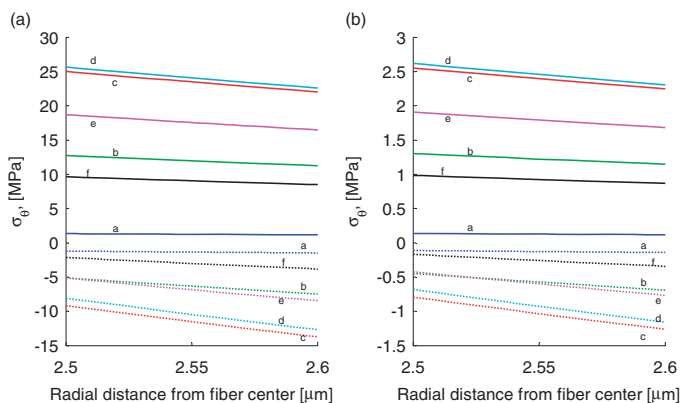 (a)
30
25
20
15
10
5
0
-5
-10
-15
σθ, [MPa]
d
c
e
b
f
a
a
f
b
e
d
c
2.5
2.55
2.6
Radial distance from fiber center [μm]
(b)
3
2.5
2
1.5
1
0.5
0
-0.5
-1
1.5
σθ, [MPa]
d
c
e
b
f
a
a
f
b
e
d
c
2.5
2.55
2.6
Radial distance from fiber center [μm]